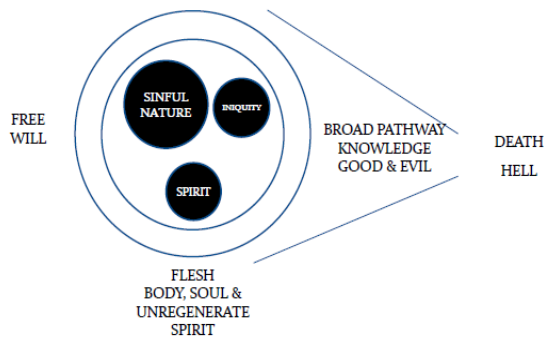 SINFUL
NATURE
INIQUITY
SPIRIT
FREE
WILL
BROAD PATHWAY
KNOWLEDGE
GOOD & EVIL
DEATH
HELL
FLESH
BODY, SOUL &
UNREGENERATE
SPIRIT